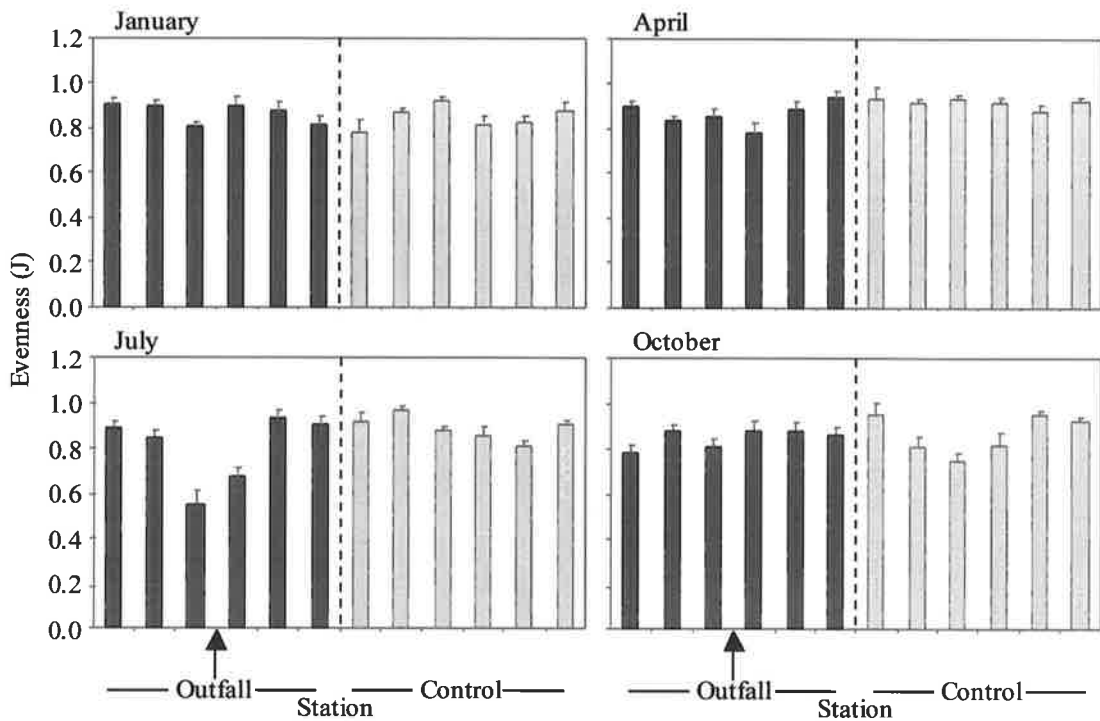 January
April
1.2
1.0
0.8
0.6
0.4
0.2
0.0
Evenness (J)
July
October
1.2
1.0
0.8
0.6
0.4
0.2
0.0
Outfall
Control
Outfall
Control
Station
Station